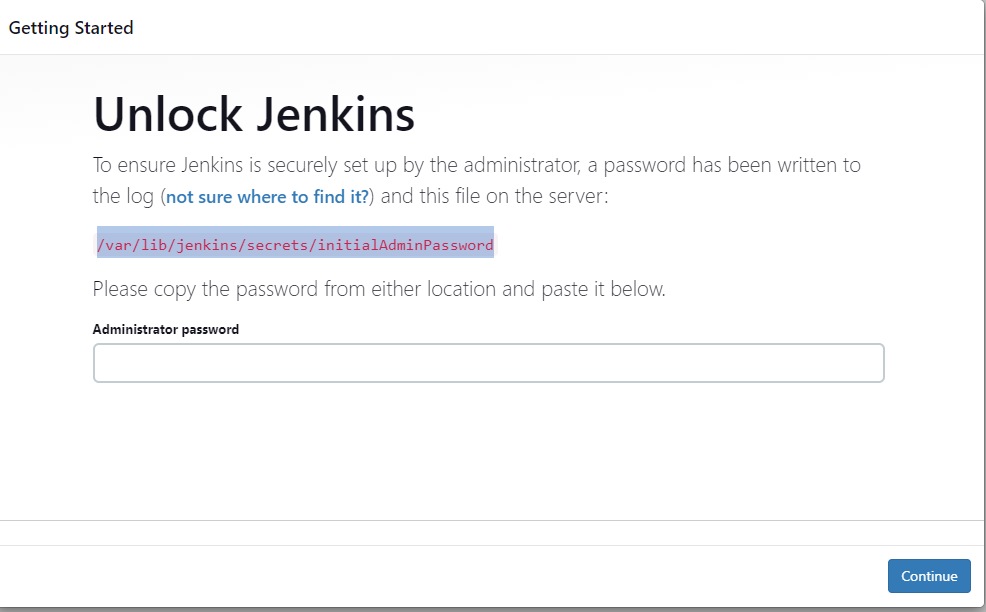 Getting Started
Unlock Jenkins
To ensure Jenkins is securely set up by the administrator, a password has been written to
the log (not sure where to find it?) and this file on the server:
/var/lib/jenkins/secrets/initialAdminPassword
Please copy the password from either location and paste it below.
Administrator password
Continue